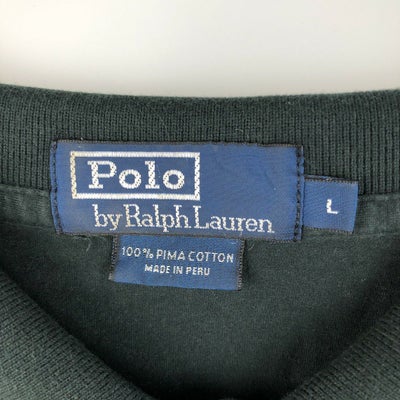 Polo
by Ralph Lauren
L
100% PIMA COTTON
MADE IN PERU